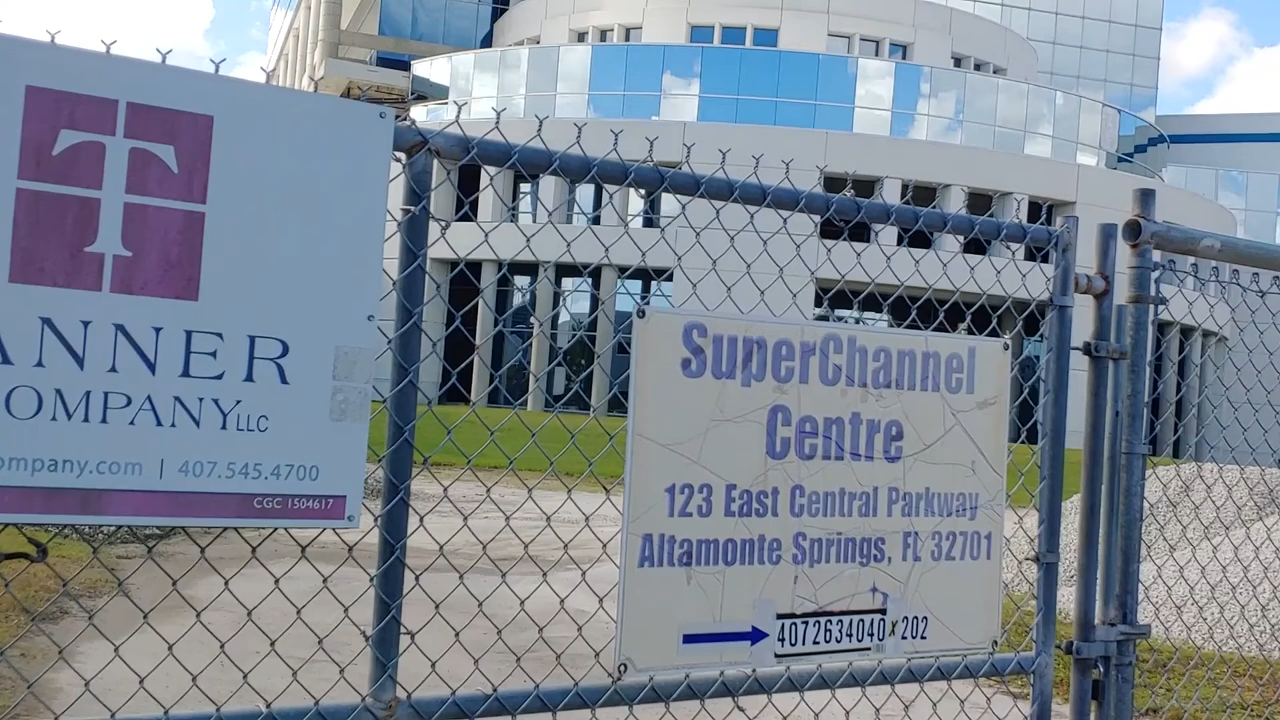 T
ANNER
OMPANY LLC
ompany.com | 407.545.4700
CGC 1504617
SuperChannel
Centre
123 East Central Parkway
Altamonte Springs, FL 32701
4072634040 x 202